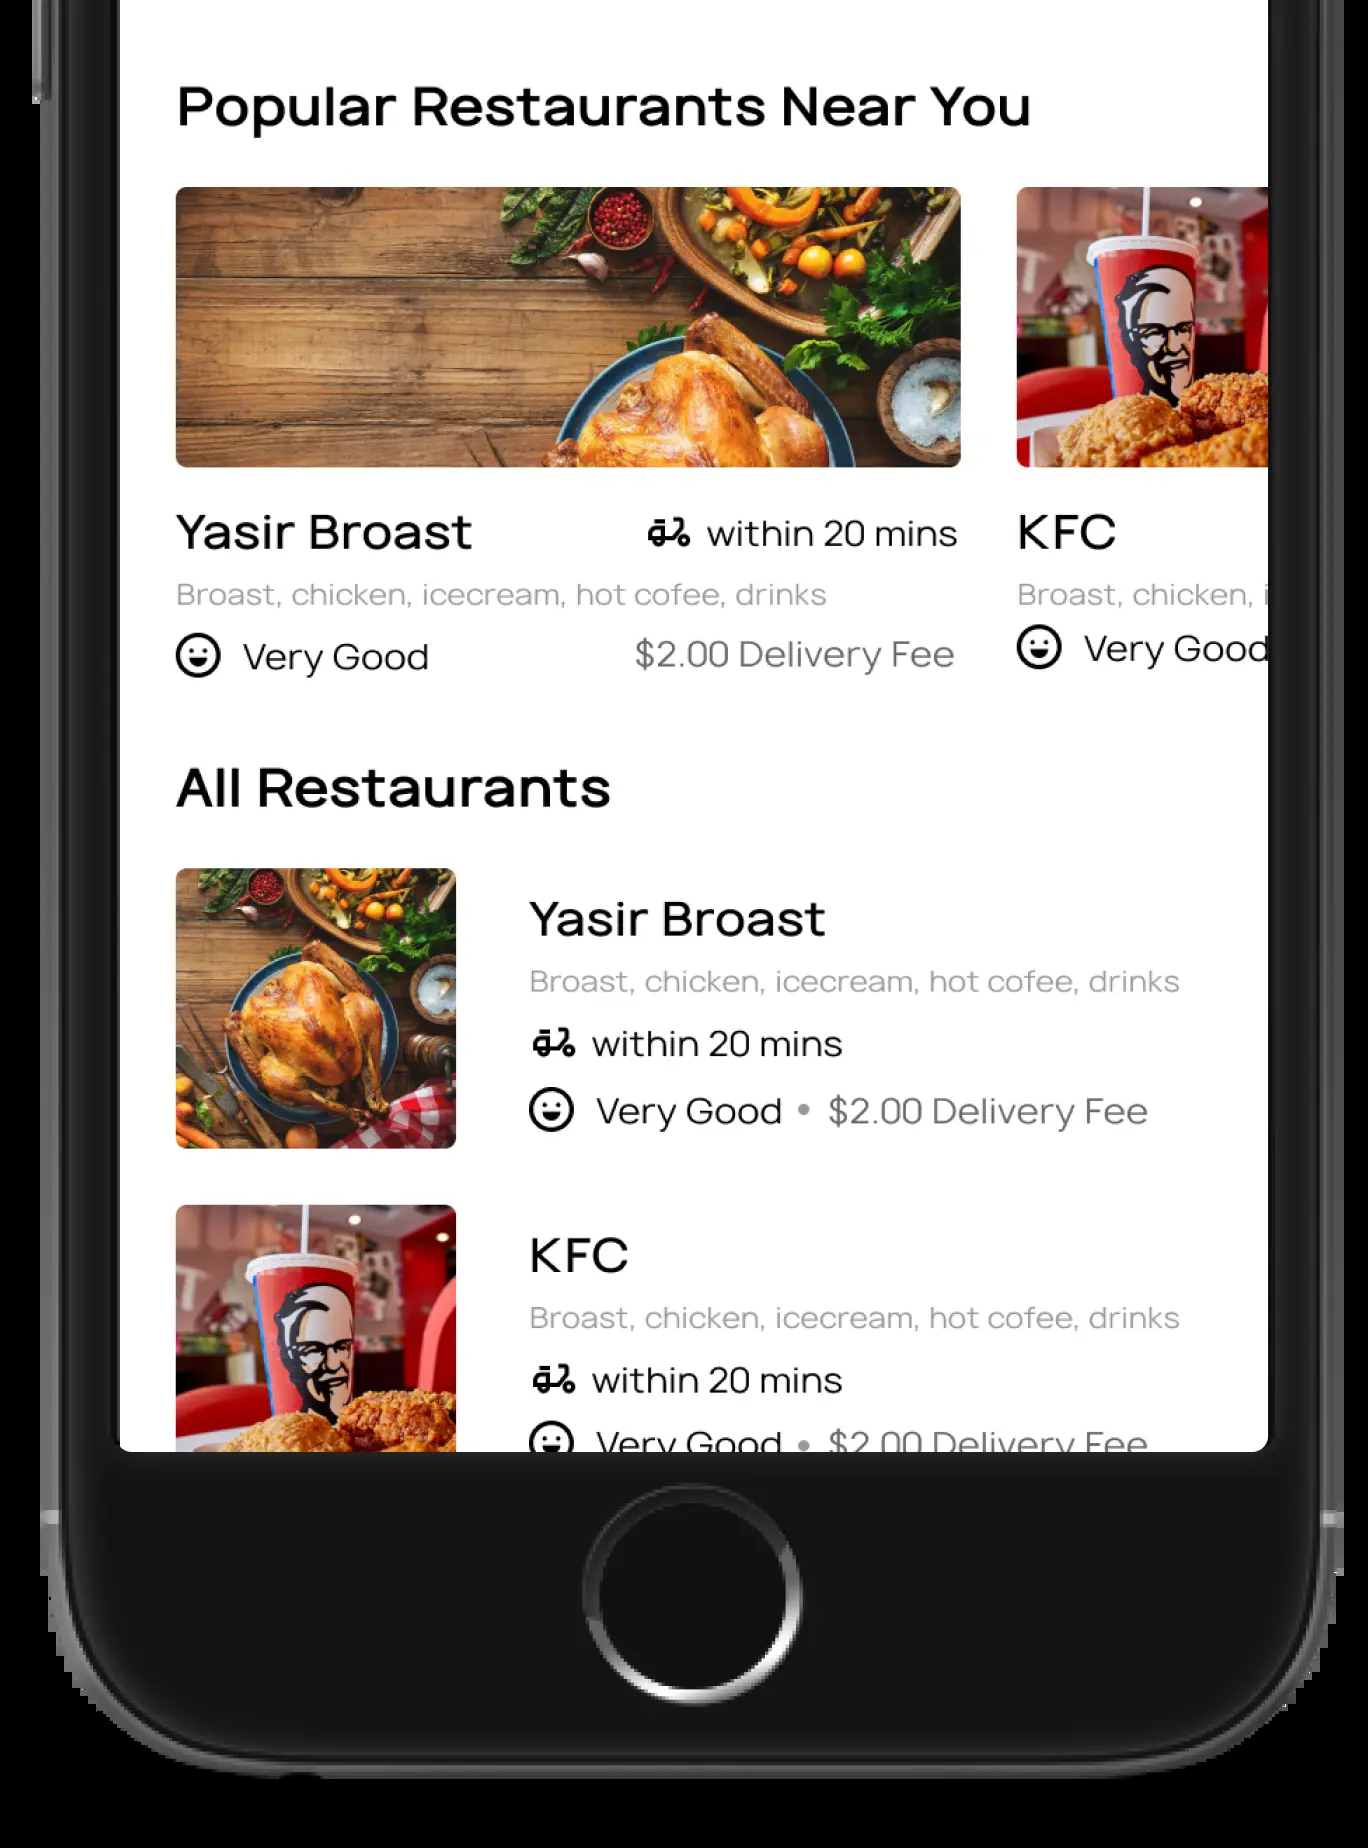 Popular Restaurants Near You
Yasir Broast
within 20 mins
Broast, chicken, icecream, hot cofee, drinks
Very Good
$2.00 Delivery Fee
KFC
Broast, chicken,
Very Good
All Restaurants
Yasir Broast
Broast, chicken, icecream, hot cofee, drinks
within 20 mins
Very Good • $2.00 Delivery Fee
KFC
Broast, chicken, icecream, hot cofee, drinks
within 20 mins
Very Good • $2.00 Delivery Fee